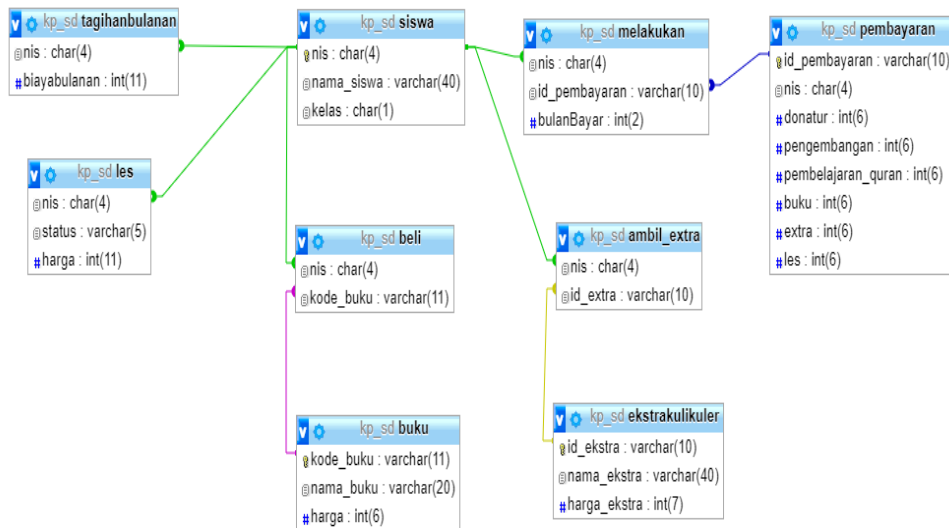 kp_sd tagihanbulanan
nis : char(4)
#biayabulanan : int(11)
kp_sd siswa
nis : char(4)
nama_siswa : varchar(40)
kelas : char(1)
kp_sd melakukan
nis : char(4)
id_pembayaran : varchar(10)
#bulanBayar : int(2)
kp_sd pembayaran
id_pembayaran : varchar(10)
nis : char(4)
#donatur : int(6)
#pengembangan : int(6)
#pembelajaran_quran : int(6)
#buku : int(6)
#extra : int(6)
#les : int(6)
kp_sd les
nis : char(4)
status : varchar(5)
#harga : int(11)
kp_sd beli
nis : char(4)
kode_buku : varchar(11)
kp_sd ambil_extra
nis : char(4)
id_extra : varchar(10)
kp_sd buku
kode_buku : varchar(11)
nama_buku : varchar(20)
#harga : int(6)
kp_sd ekstrakulikuler
id_ekstra : varchar(10)
nama_ekstra : varchar(40)
#harga_ekstra : int(7)